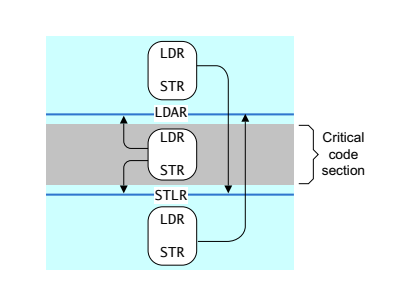 LDR
STR
LDAR
LDR
STR
Critical
code
section
STLR
LDR
STR